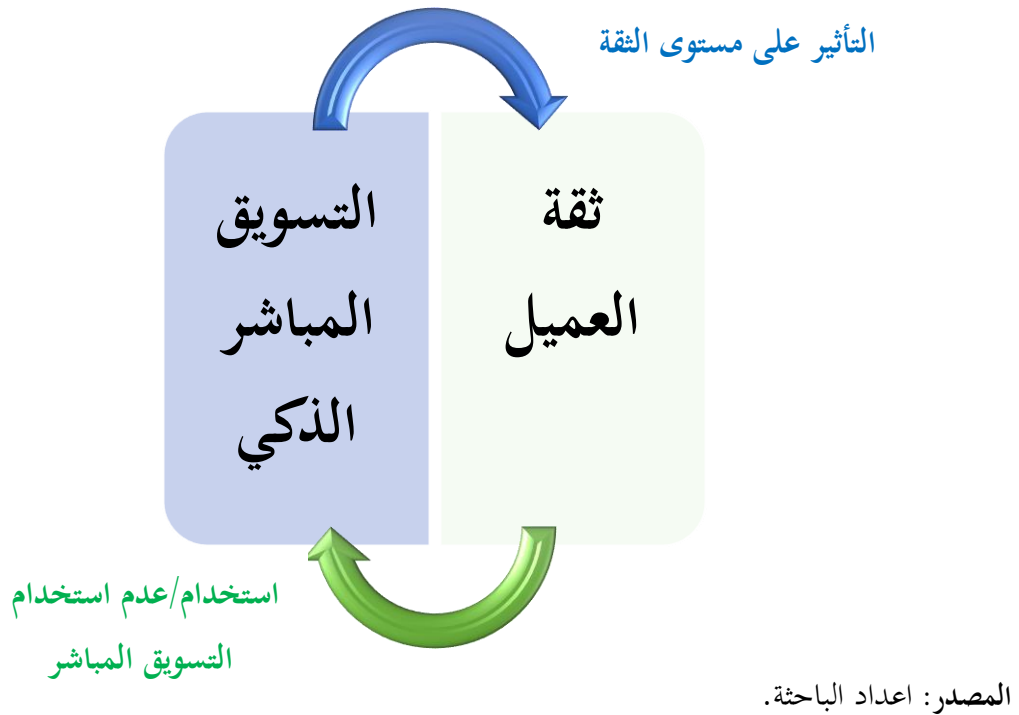 التأثير على مستوى الثقة
ثقة
العميل
التسويق
المباشر
الذكي
استخدام/عدم استخدام
التسويق المباشر
المصدر: اعداد الباحثة.